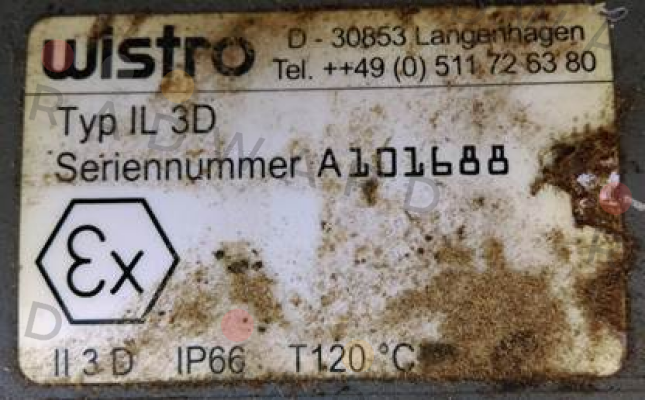 wistro
D - 30853 Langenhagen
Tel. ++49 (0) 511 72 63 80
Typ IL 3D
Seriennummer A101688
εx
II 3 D IP66 T120 °C